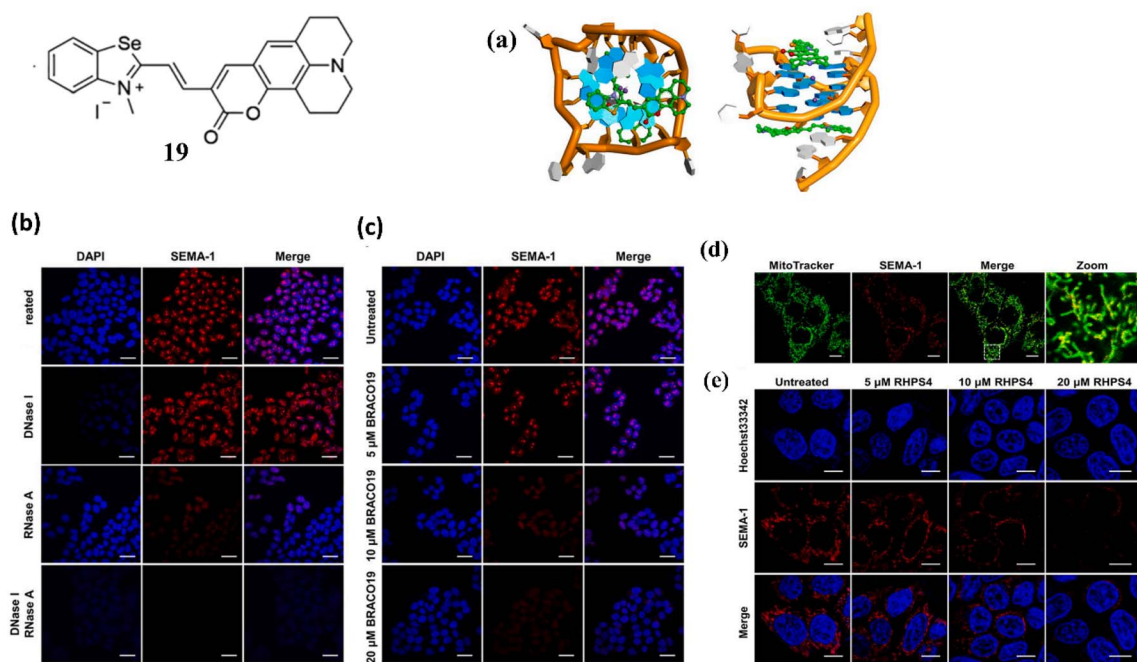 Se
N
+
I⁻
O
O
N
19
(a)
(b)
DAPI SEMA-1 Merge
reated
DNase I
RNase A
DNase I
RNase A
(c)
DAPI SEMA-1 Merge
Untreated
5 µM BRACO19
10 µM BRACO19
20 µM BRACO19
(d)
MitoTracker SEMA-1 Merge Zoom
(e)
Untreated 5 µM RHPS4 10 µM RHPS4 20 µM RHPS4
Hoechst33342
SEMA-1
Merge